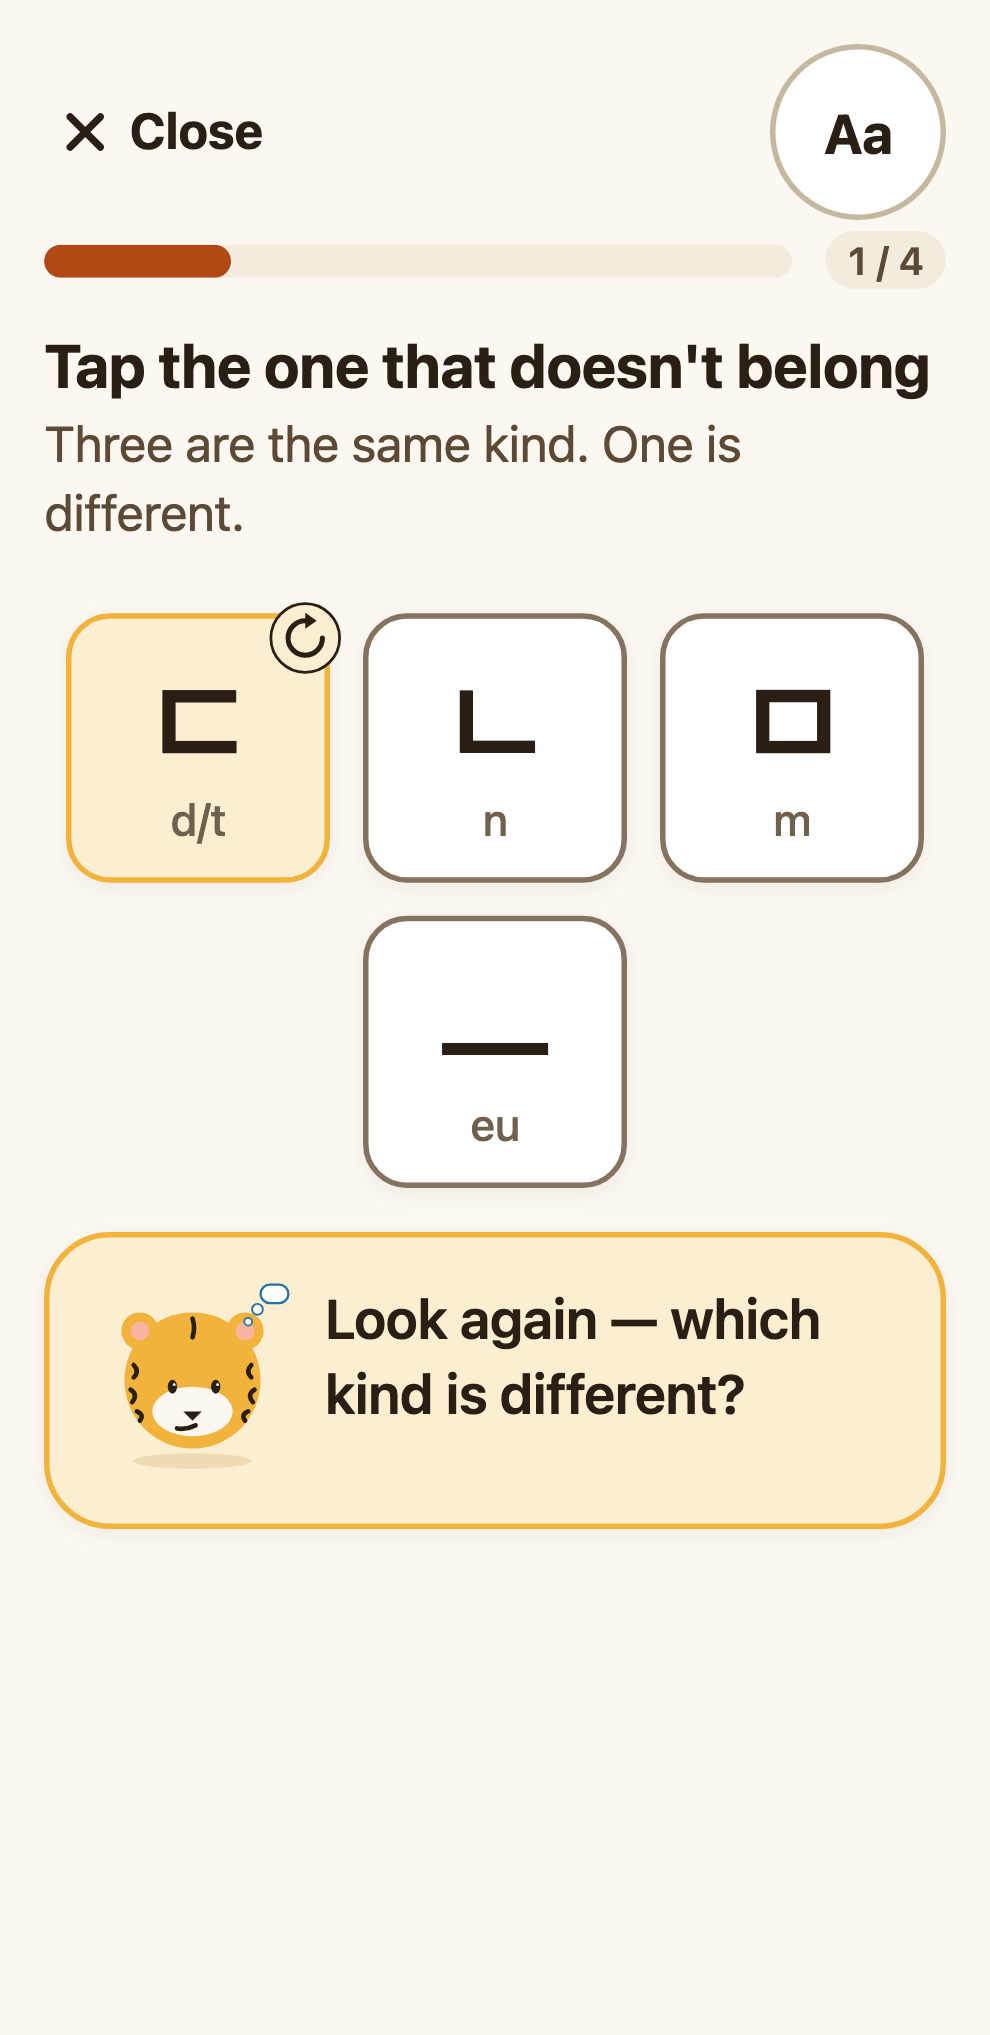 Close
Aa
1 / 4
Tap the one that doesn't belong
Three are the same kind. One is
different.
ㄷ ㄴ ㅁ
d/t n m
ㅡ
eu
Look again — which
kind is different?